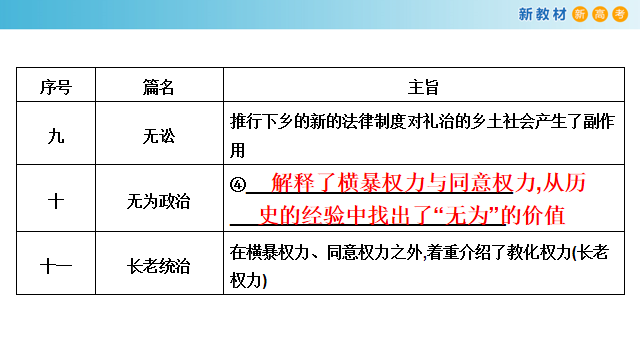 新教材 新 高 考
序号 篇名 主旨
九 无讼 推行下乡的新的法律制度对礼治的乡土社会产生了副作
用
十 无为政治 ④ 解释了横暴权力与同意权力,从历
史的经验中找出了“无为”的价值
十一 长老统治 在横暴权力、同意权力之外,着重介绍了教化权力(长老
权力)